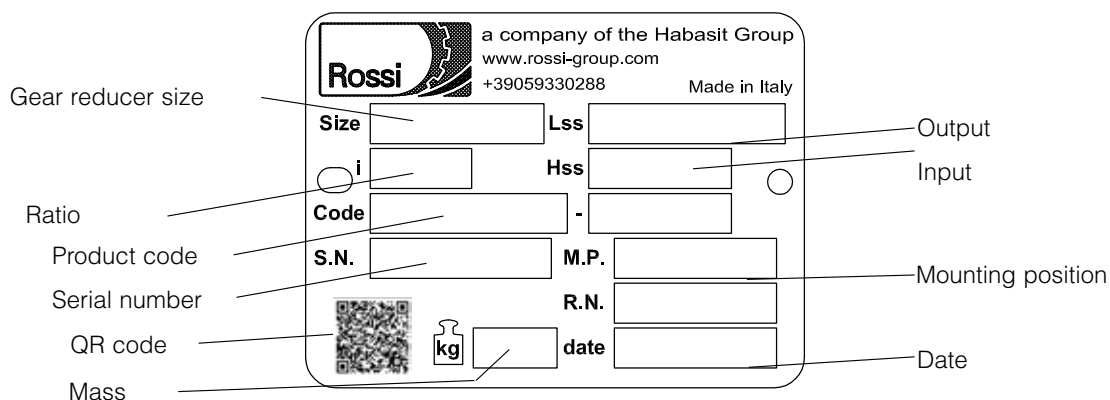 a company of the Habasit Group
www.rossi-group.com
Rossi
+39059330288
Made in Italy
Gear reducer size
Size
Lss
Output
i
Hss
Input
Ratio
Code
-
Product code
S.N.
M.P.
Mounting position
Serial number
R.N.
QR code
kg
date
Date
Mass